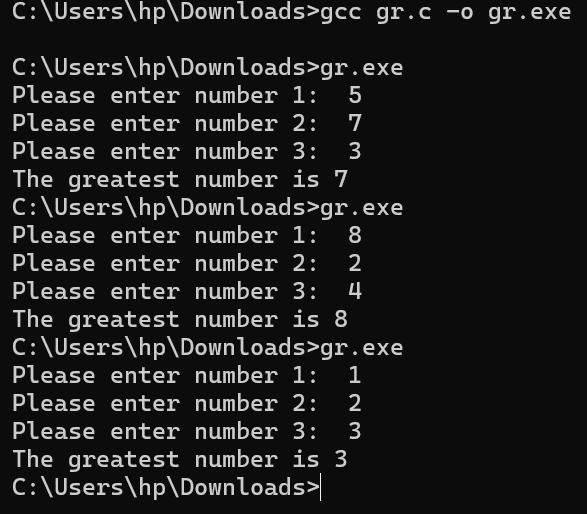 C:\Users\hp\Downloads>gcc gr.c -o gr.exe
C:\Users\hp\Downloads>gr.exe
Please enter number 1:  5
Please enter number 2:  7
Please enter number 3:  3
The greatest number is 7
C:\Users\hp\Downloads>gr.exe
Please enter number 1:  8
Please enter number 2:  2
Please enter number 3:  4
The greatest number is 8
C:\Users\hp\Downloads>gr.exe
Please enter number 1:  1
Please enter number 2:  2
Please enter number 3:  3
The greatest number is 3
C:\Users\hp\Downloads>